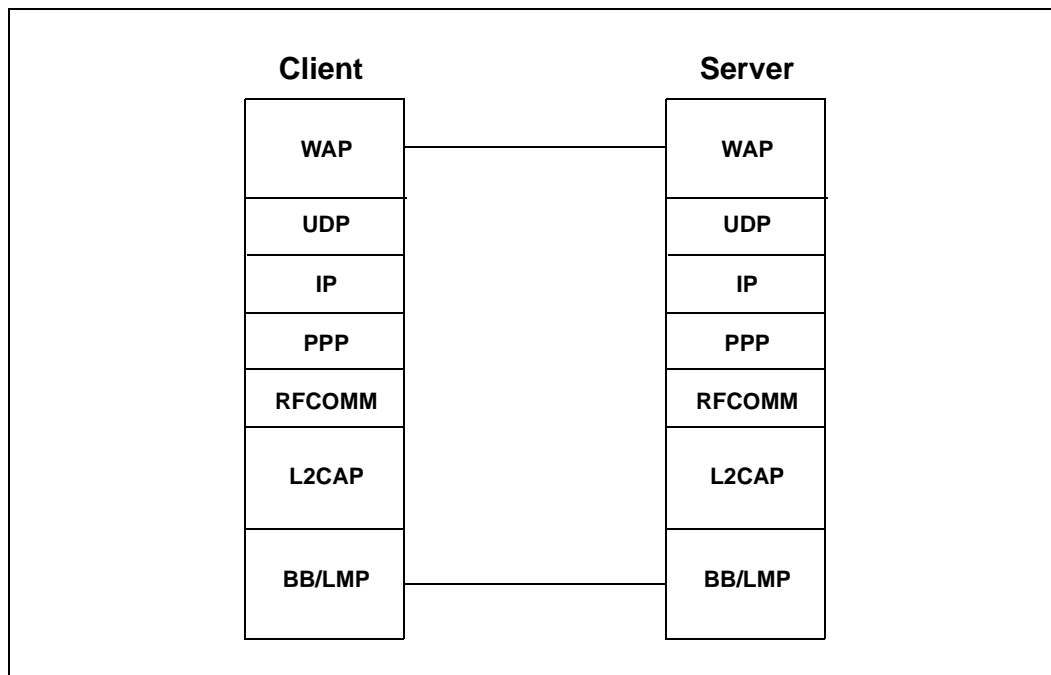 Client Server
WAP WAP
UDP UDP
IP IP
PPP PPP
RFCOMM RFCOMM
L2CAP L2CAP
BB/LMP BB/LMP